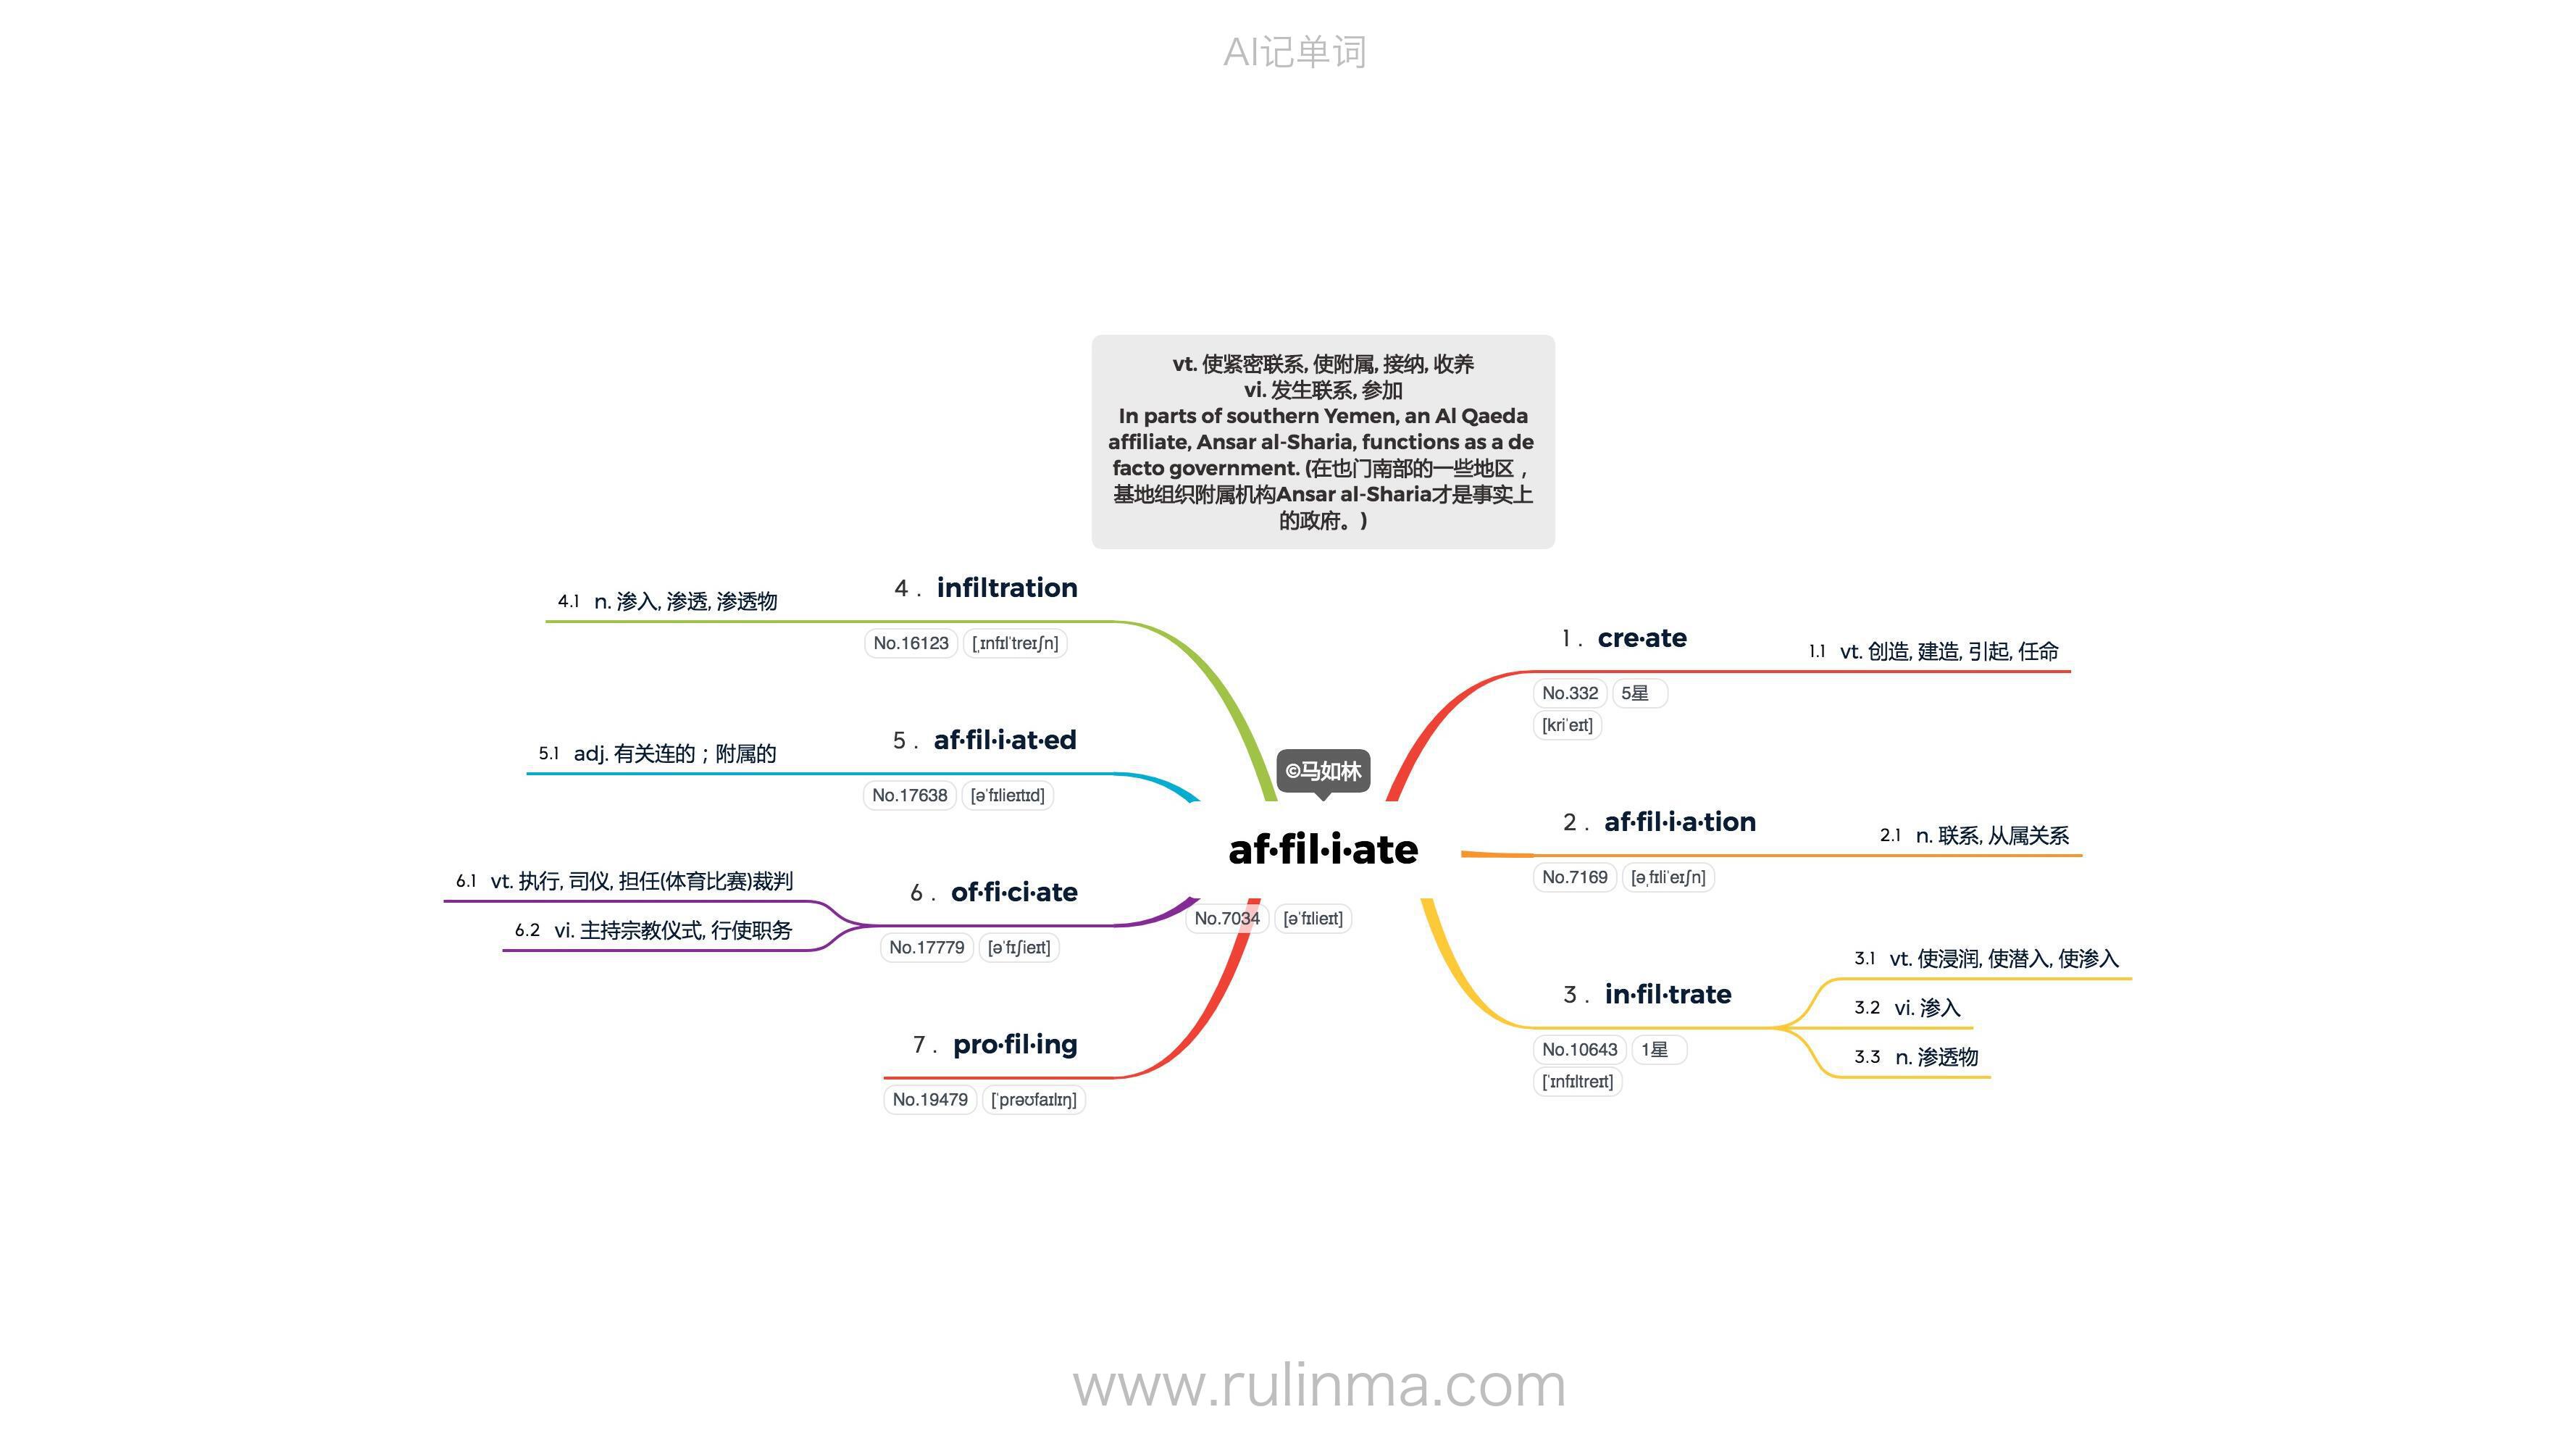 AI记单词
vt. 使紧密联系, 使附属, 接纳, 收养
vi. 发生联系, 参加
In parts of southern Yemen, an Al Qaeda
affiliate, Ansar al-Sharia, functions as a de
facto government. (在也门南部的一些地区，
基地组织附属机构Ansar al-Sharia才是事实上
的政府。)
©马如林
af·fil·i·ate
No.7034 [əˈfɪlieɪt]
1. cre·ate
No.332 5星
[kriˈeɪt]
1.1 vt. 创造, 建造, 引起, 任命
2. af·fil·i·a·tion
No.7169 [əˌfɪliˈeɪʃn]
2.1 n. 联系, 从属关系
3. in·fil·trate
No.10643 1星
[ˈɪnfɪltreɪt]
3.1 vt. 使浸润, 使潜入, 使渗入
3.2 vi. 渗入
3.3 n. 渗透物
4. infiltration
No.16123 [ˌɪnfɪlˈtreɪʃn]
4.1 n. 渗入, 渗透, 渗透物
5. af·fil·i·at·ed
No.17638 [əˈfɪlieɪtɪd]
5.1 adj. 有关连的；附属的
6. of·fi·ci·ate
No.17779 [əˈfɪʃieɪt]
6.1 vt. 执行, 司仪, 担任(体育比赛)裁判
6.2 vi. 主持宗教仪式, 行使职务
7. pro·fil·ing
No.19479 [ˈprəʊfaɪlɪŋ]
www.rulinma.com